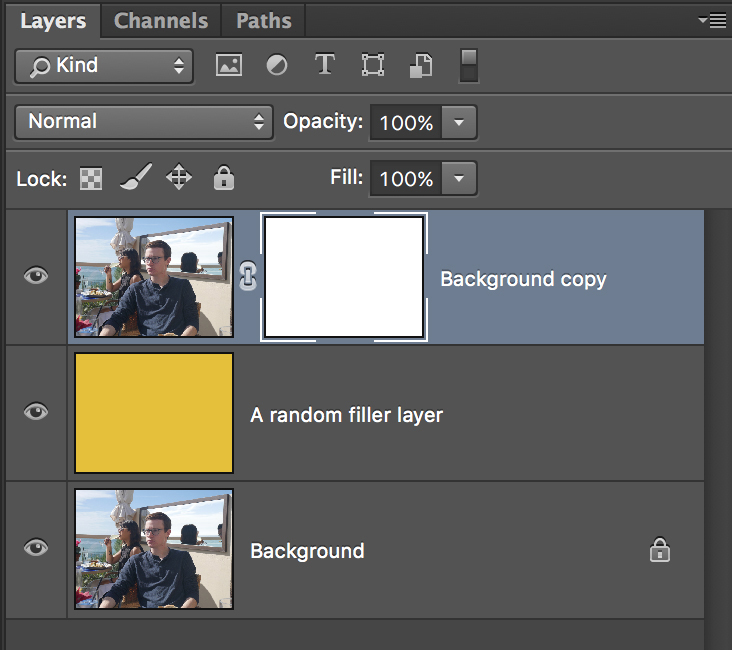 Layers Channels Paths
Kind
Normal Opacity: 100%
Lock: Fill: 100%
Background copy
A random filler layer
Background